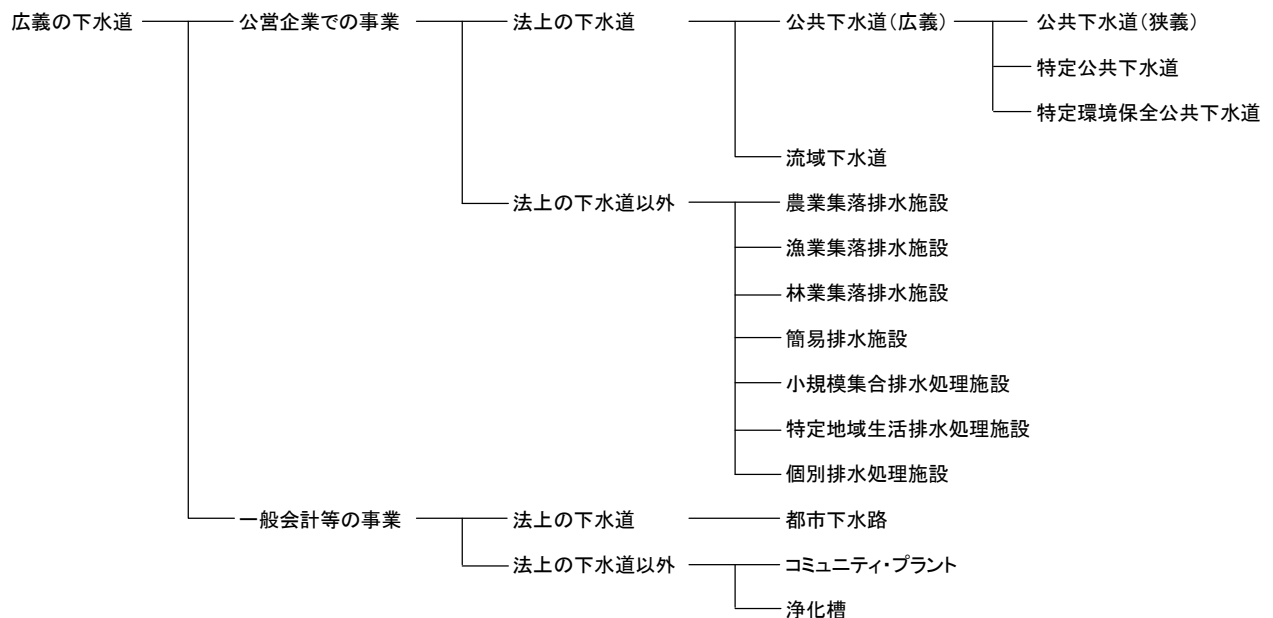 広義の下水道 公営企業での事業 法上の下水道 公共下水道(広義) 公共下水道(狭義)
特定公共下水道
特定環境保全公共下水道
流域下水道
法上の下水道以外 農業集落排水施設
漁業集落排水施設
林業集落排水施設
簡易排水施設
小規模集合排水処理施設
特定地域生活排水処理施設
個別排水処理施設
一般会計等の事業 法上の下水道 都市下水路
法上の下水道以外 コミュニティ・プラント
浄化槽